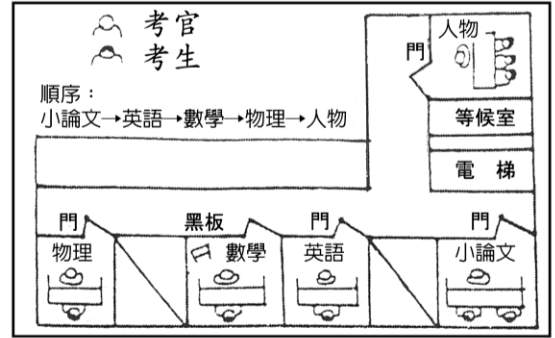 考官
考生
順序：
小論文→英語→數學→物理→人物
人物
門
等候室
電梯
門 黑板 門 門
物理 數學 英語 小論文